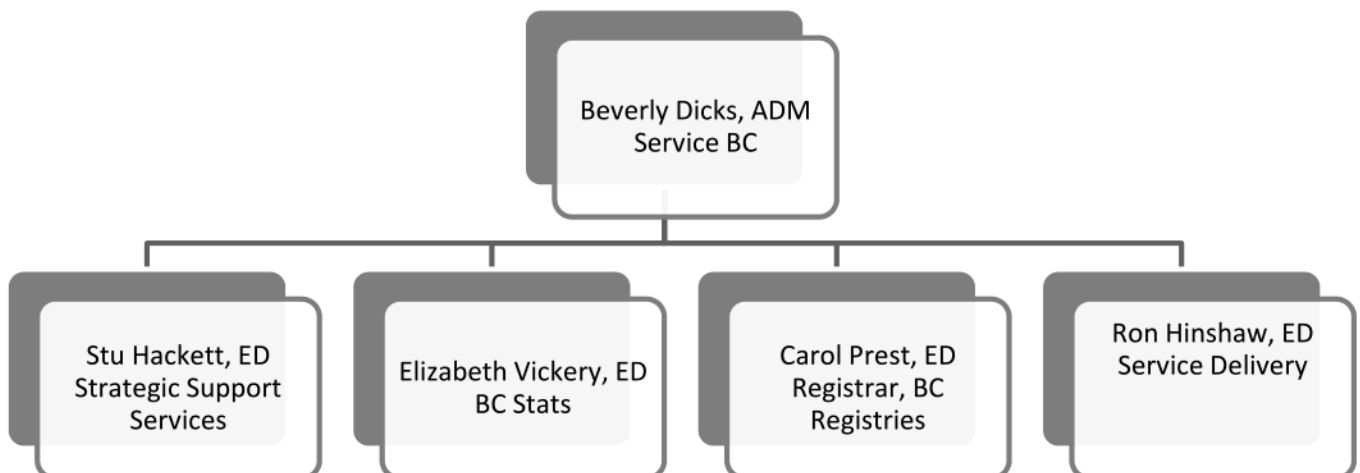 Beverly Dicks, ADM
Service BC
Stu Hackett, ED
Strategic Support
Services
Elizabeth Vickery, ED
BC Stats
Carol Prest, ED
Registrar, BC
Registries
Ron Hinshaw, ED
Service Delivery